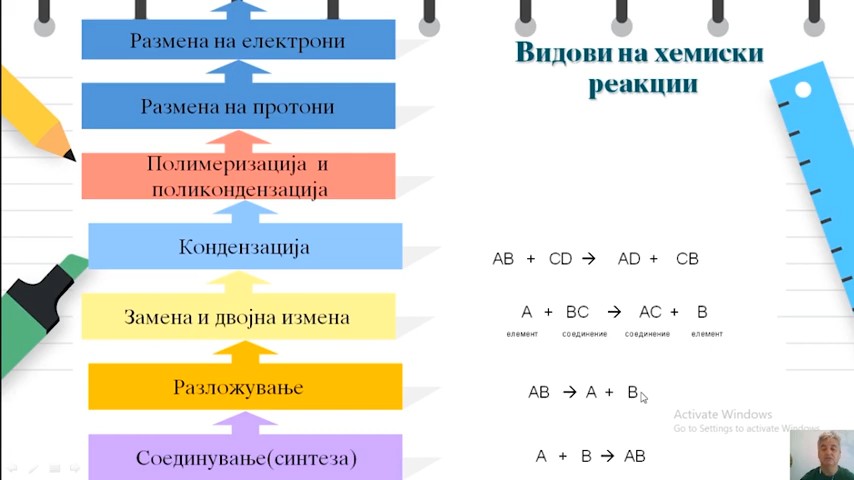 Видови на хемиски
реакции
Размена на електрони
Размена на протони
Полимеризација и
поликондензација
Кондензација
Замена и двојна измена
Разложување
Соединување(синтеза)
AB + CD → AD + CB
A + BC → AC + B
елемент соединение соединение елемент
AB → A + B
A + B → AB
Activate Windows
Go to Settings to activate Windows.